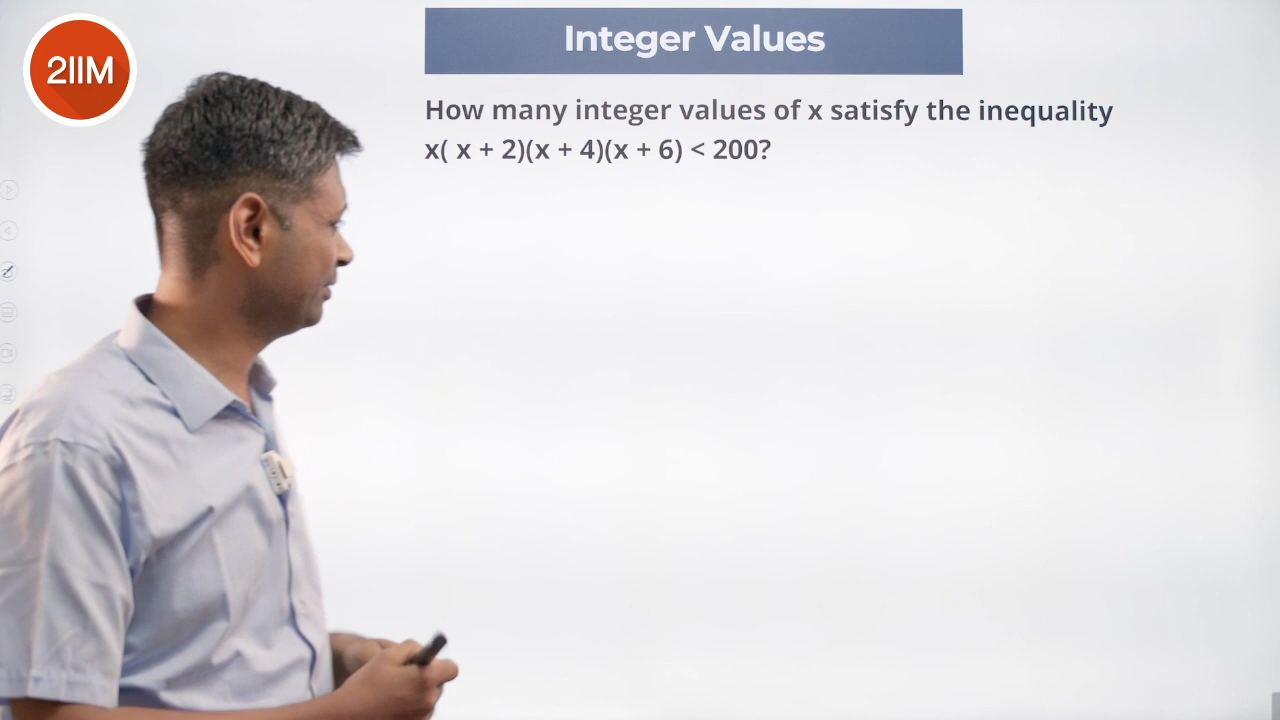 2IIM
Integer Values
How many integer values of x satisfy the inequality
x( x + 2)(x + 4)(x + 6) < 200?